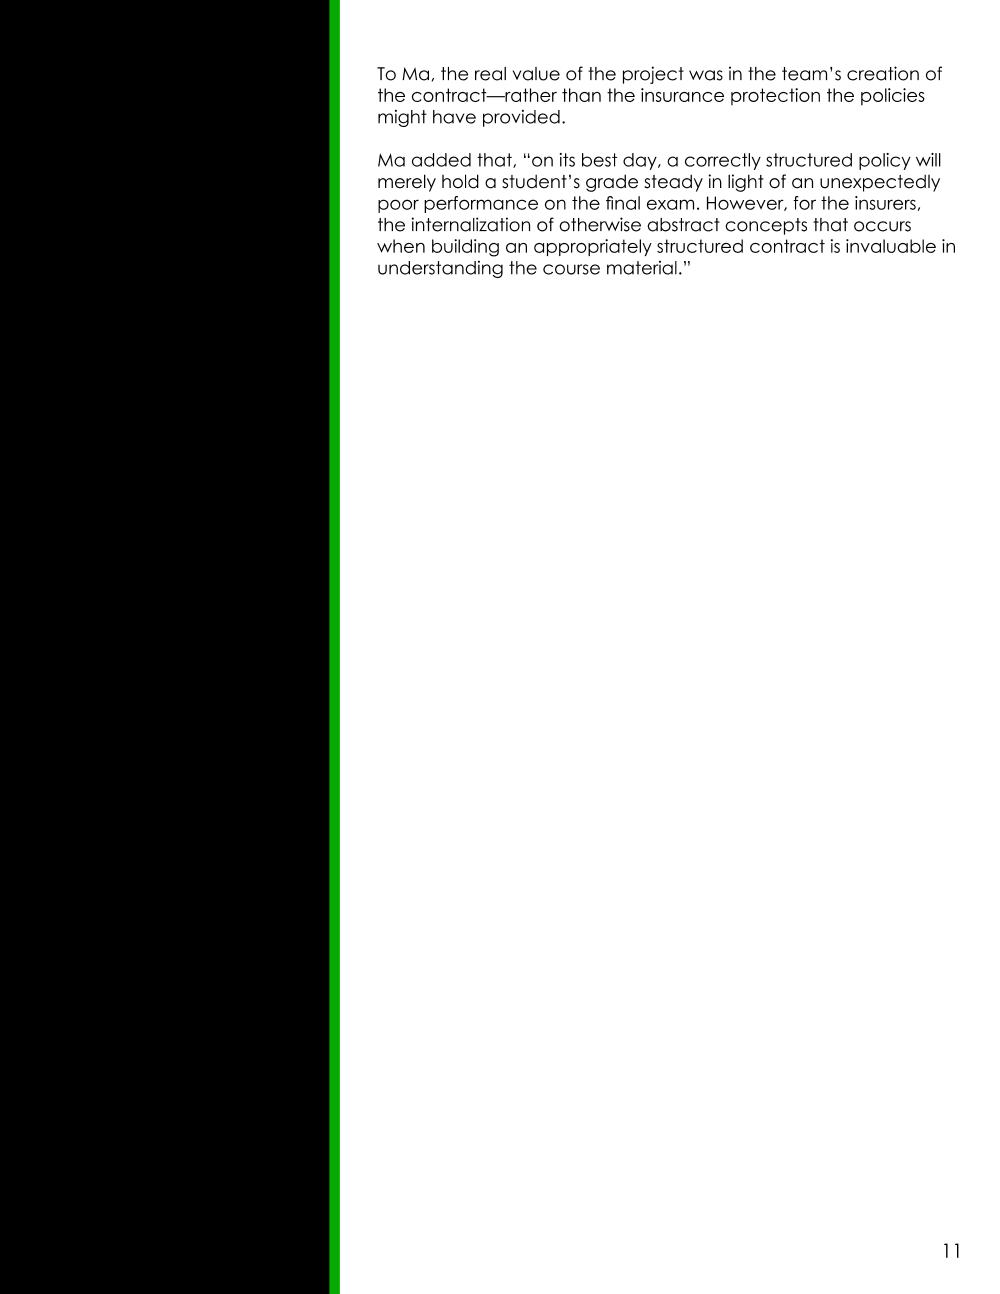 To Ma, the real value of the project was in the team’s creation of
the contract—rather than the insurance protection the policies
might have provided.
Ma added that, “on its best day, a correctly structured policy will
merely hold a student’s grade steady in light of an unexpectedly
poor performance on the final exam. However, for the insurers,
the internalization of otherwise abstract concepts that occurs
when building an appropriately structured contract is invaluable in
understanding the course material.”
11